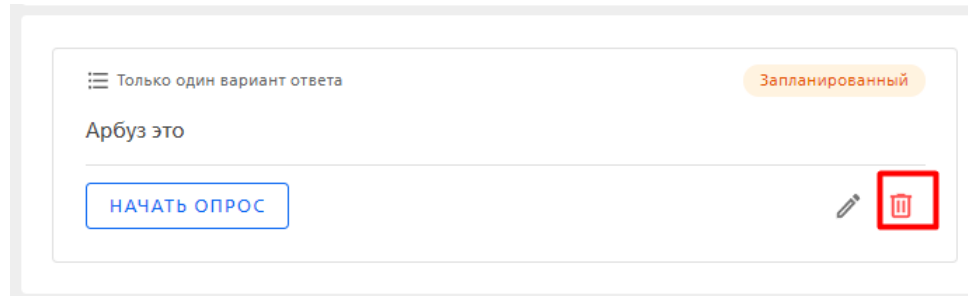 Только один вариант ответа
Запланированный
Арбуз это
НАЧАТЬ ОПРОС